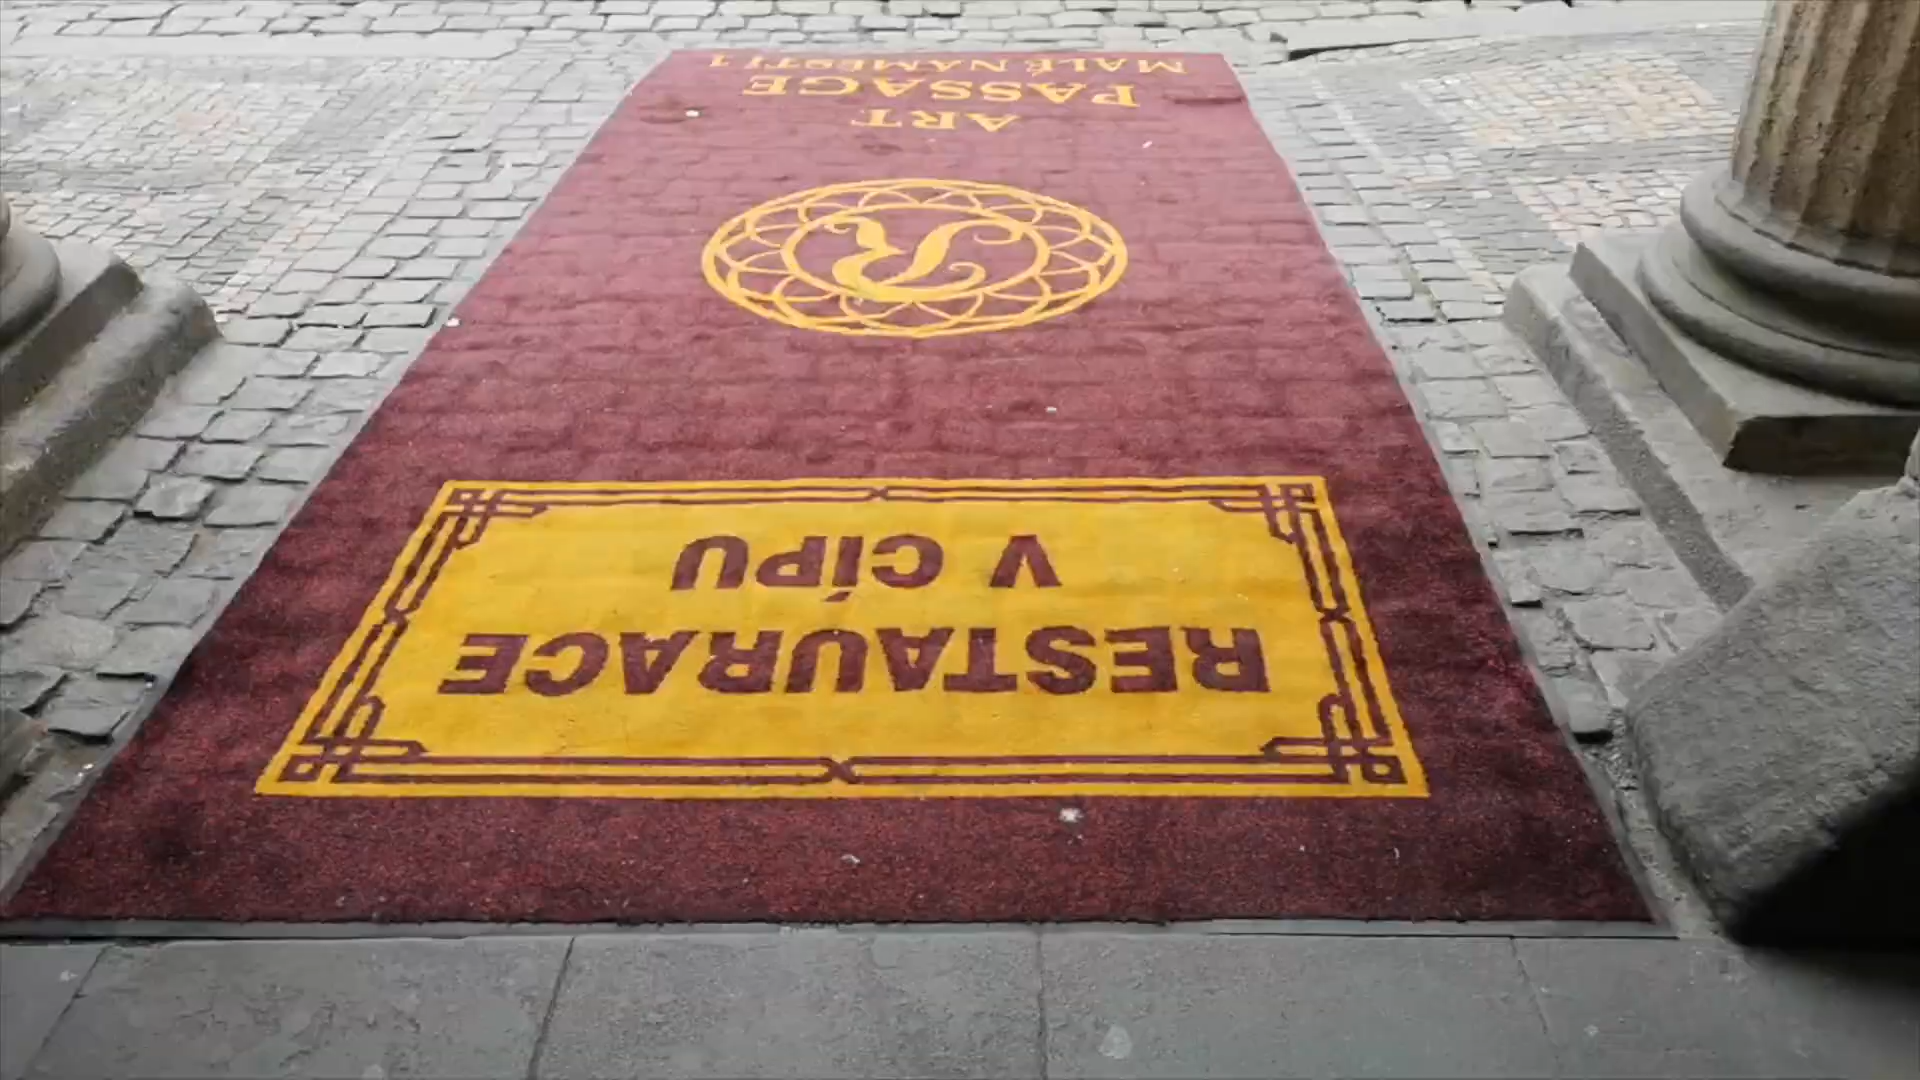 RESTAURACE
V CÍPU
ART
PASSAGE
MALÉ NÁMĚSTÍ 1